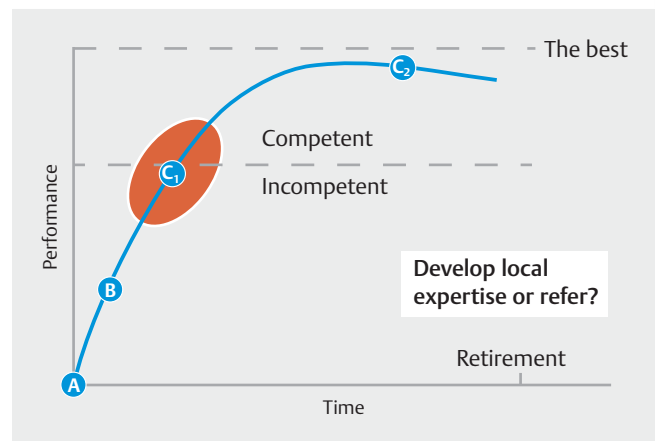 The best
C₂
Competent
C₁
Incompetent
Performance
B
Develop local
expertise or refer?
Retirement
A
Time